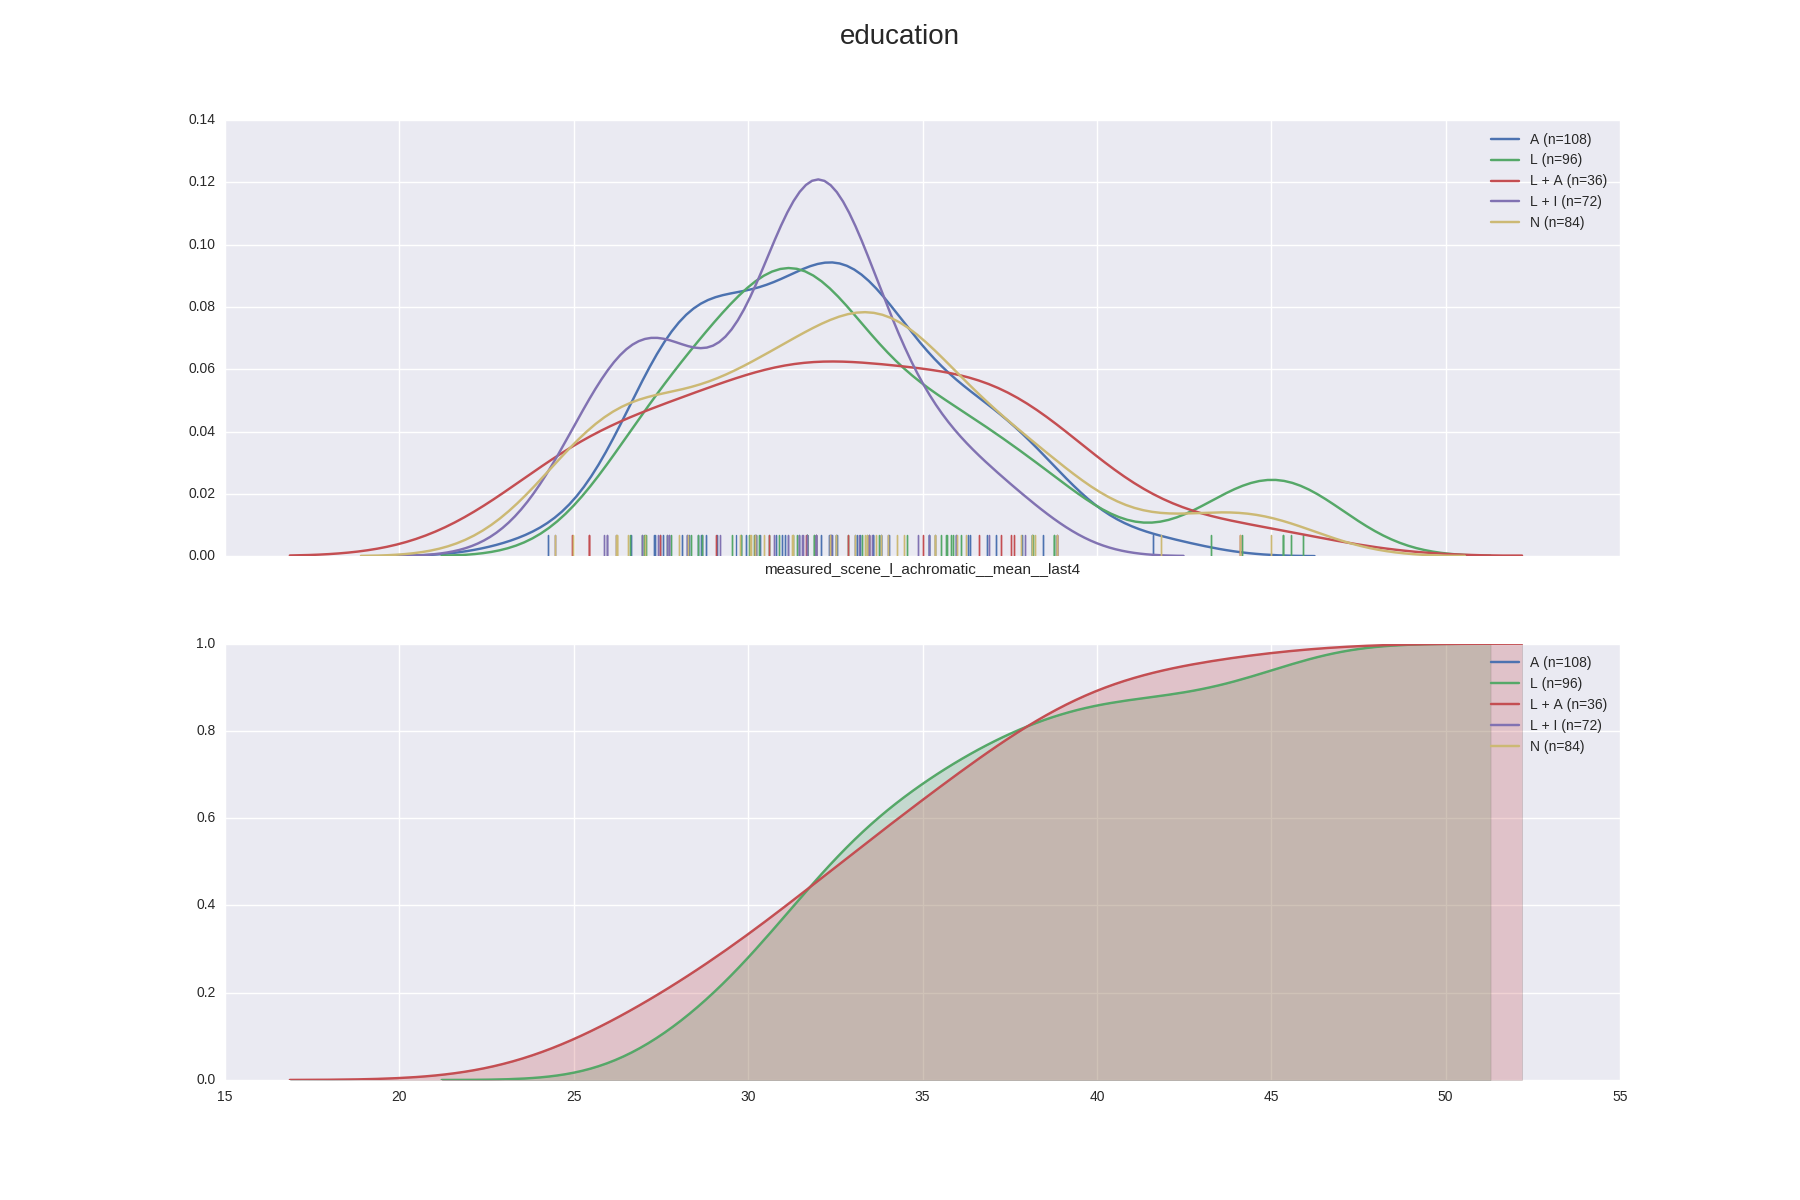 education
0.14
0.12
0.10
0.08
0.06
0.04
0.02
0.00
A (n=108)
L (n=96)
L + A (n=36)
L + I (n=72)
N (n=84)
measured_scene_l_achromatic__mean__last4
1.0
0.8
0.6
0.4
0.2
0.0
A (n=108)
L (n=96)
L + A (n=36)
L + I (n=72)
N (n=84)
15 20 25 30 35 40 45 50 55